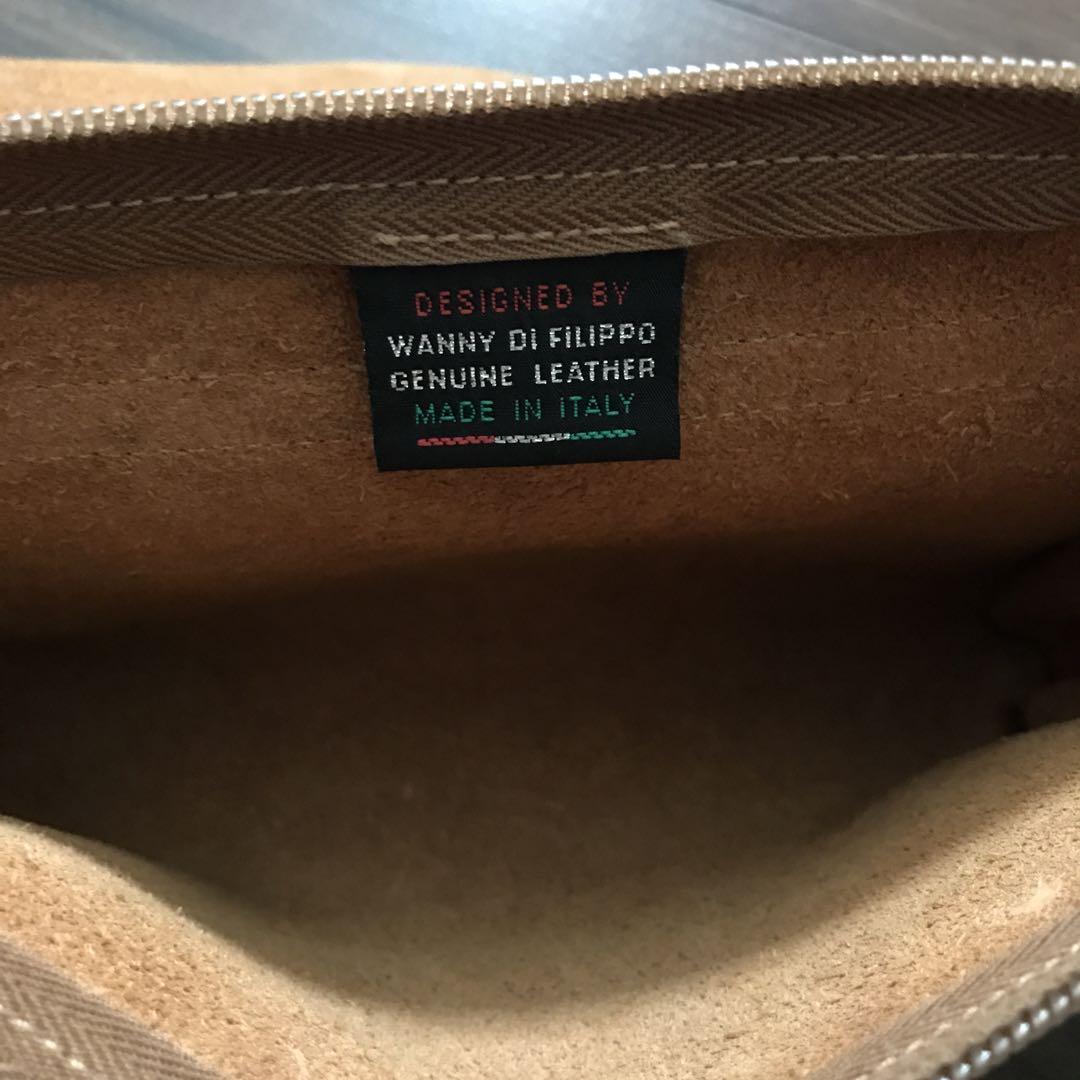 DESIGNED BY
WANNY Di FiLIPPO
GENUINE LEATHER
MADE IN ITALY